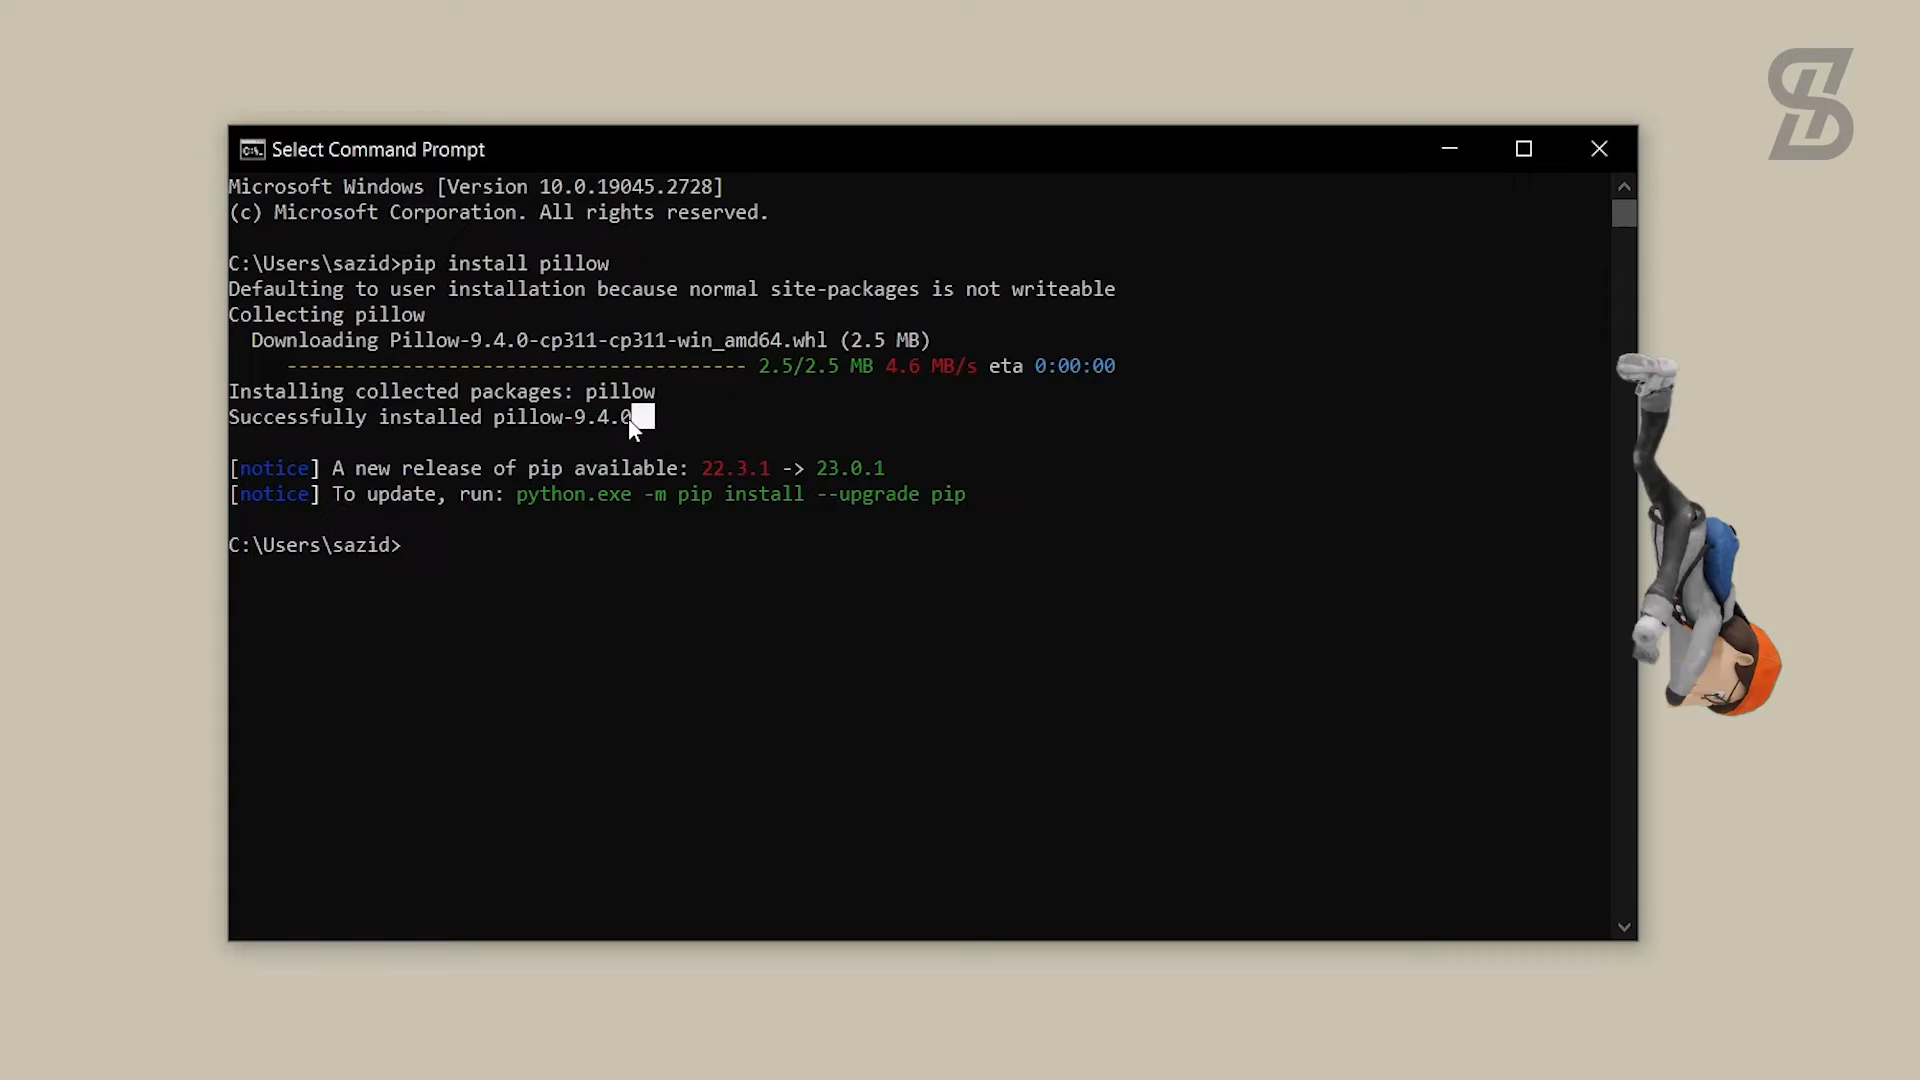 Select Command Prompt
Microsoft Windows [Version 10.0.19045.2728]
(c) Microsoft Corporation. All rights reserved.
C:\Users\sazid>pip install pillow
Defaulting to user installation because normal site-packages is not writeable
Collecting pillow
Downloading Pillow-9.4.0-cp311-cp311-win_amd64.whl (2.5 MB)
---------------------------------------- 2.5/2.5 MB 4.6 MB/s eta 0:00:00
Installing collected packages: pillow
Successfully installed pillow-9.4.0
[notice] A new release of pip available: 22.3.1 -> 23.0.1
[notice] To update, run: python.exe -m pip install --upgrade pip
C:\Users\sazid>